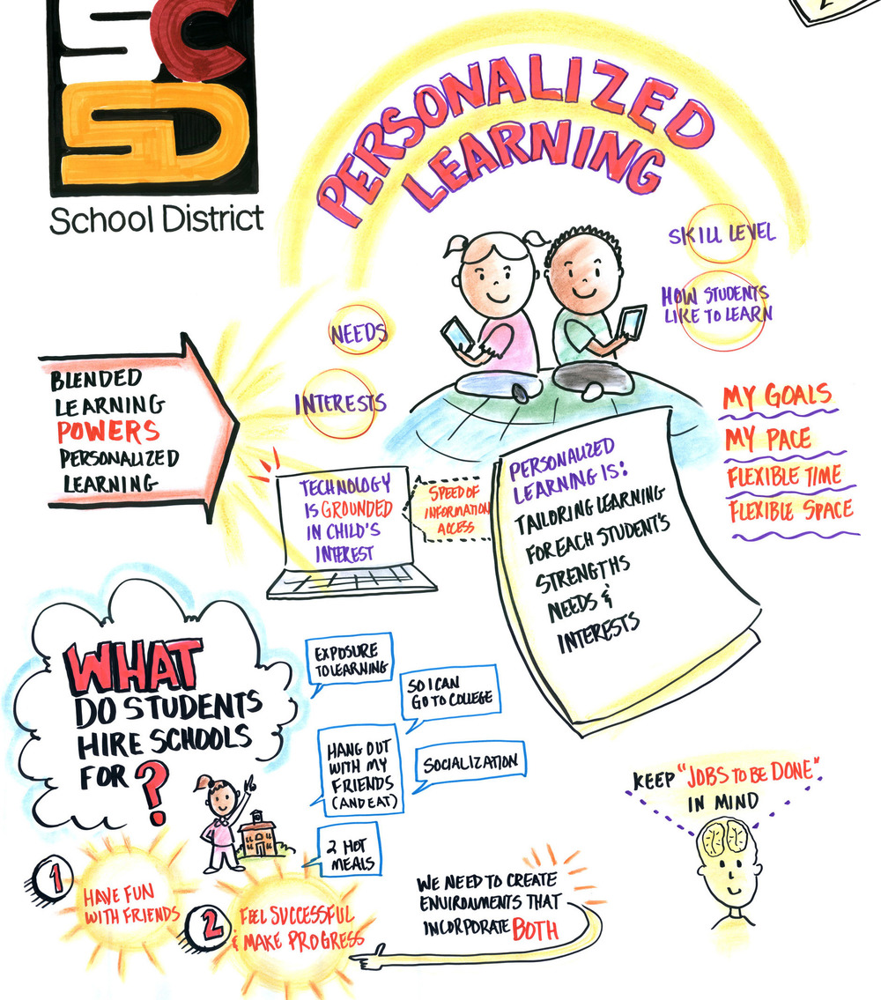 SC
SD
School District
2
PERSONALIZED
LEARNING
SKILL LEVEL
HOW STUDENTS
LIKE TO LEARN
NEEDS
INTERESTS
BLENDED
LEARNING
POWERS
PERSONALIZED
LEARNING
MY GOALS
MY PACE
FLEXIBLE TIME
FLEXIBLE SPACE
TECHNOLOGY
IS GROUNDED
IN CHILD'S
INTEREST
SPEED OF
INFORMATION
ACCESS
PERSONALIZED
LEARNING IS:
TAILORING LEARNING
FOR EACH STUDENT'S
STRENGTHS
NEEDS &
INTERESTS
WHAT
DO STUDENTS
HIRE SCHOOLS
FOR ?
EXPOSURE
TO LEARNING
SO I CAN
GO TO COLLEGE
HANG OUT
WITH MY
FRIENDS
(AND EAT)
SOCIALIZATION
2 HOT
MEALS
1
HAVE FUN
WITH FRIENDS
2
FEEL SUCCESSFUL
& MAKE PROGRESS
WE NEED TO CREATE
ENVIRONMENTS THAT
INCORPORATE BOTH
KEEP "JOBS TO BE DONE"
IN MIND